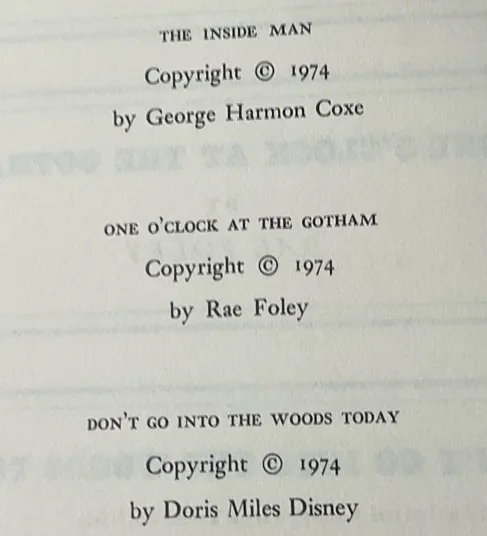 THE INSIDE MAN
Copyright © 1974
by George Harmon Coxe
ONE O'CLOCK AT THE GOTHAM
Copyright © 1974
by Rae Foley
DON'T GO INTO THE WOODS TODAY
Copyright © 1974
by Doris Miles Disney